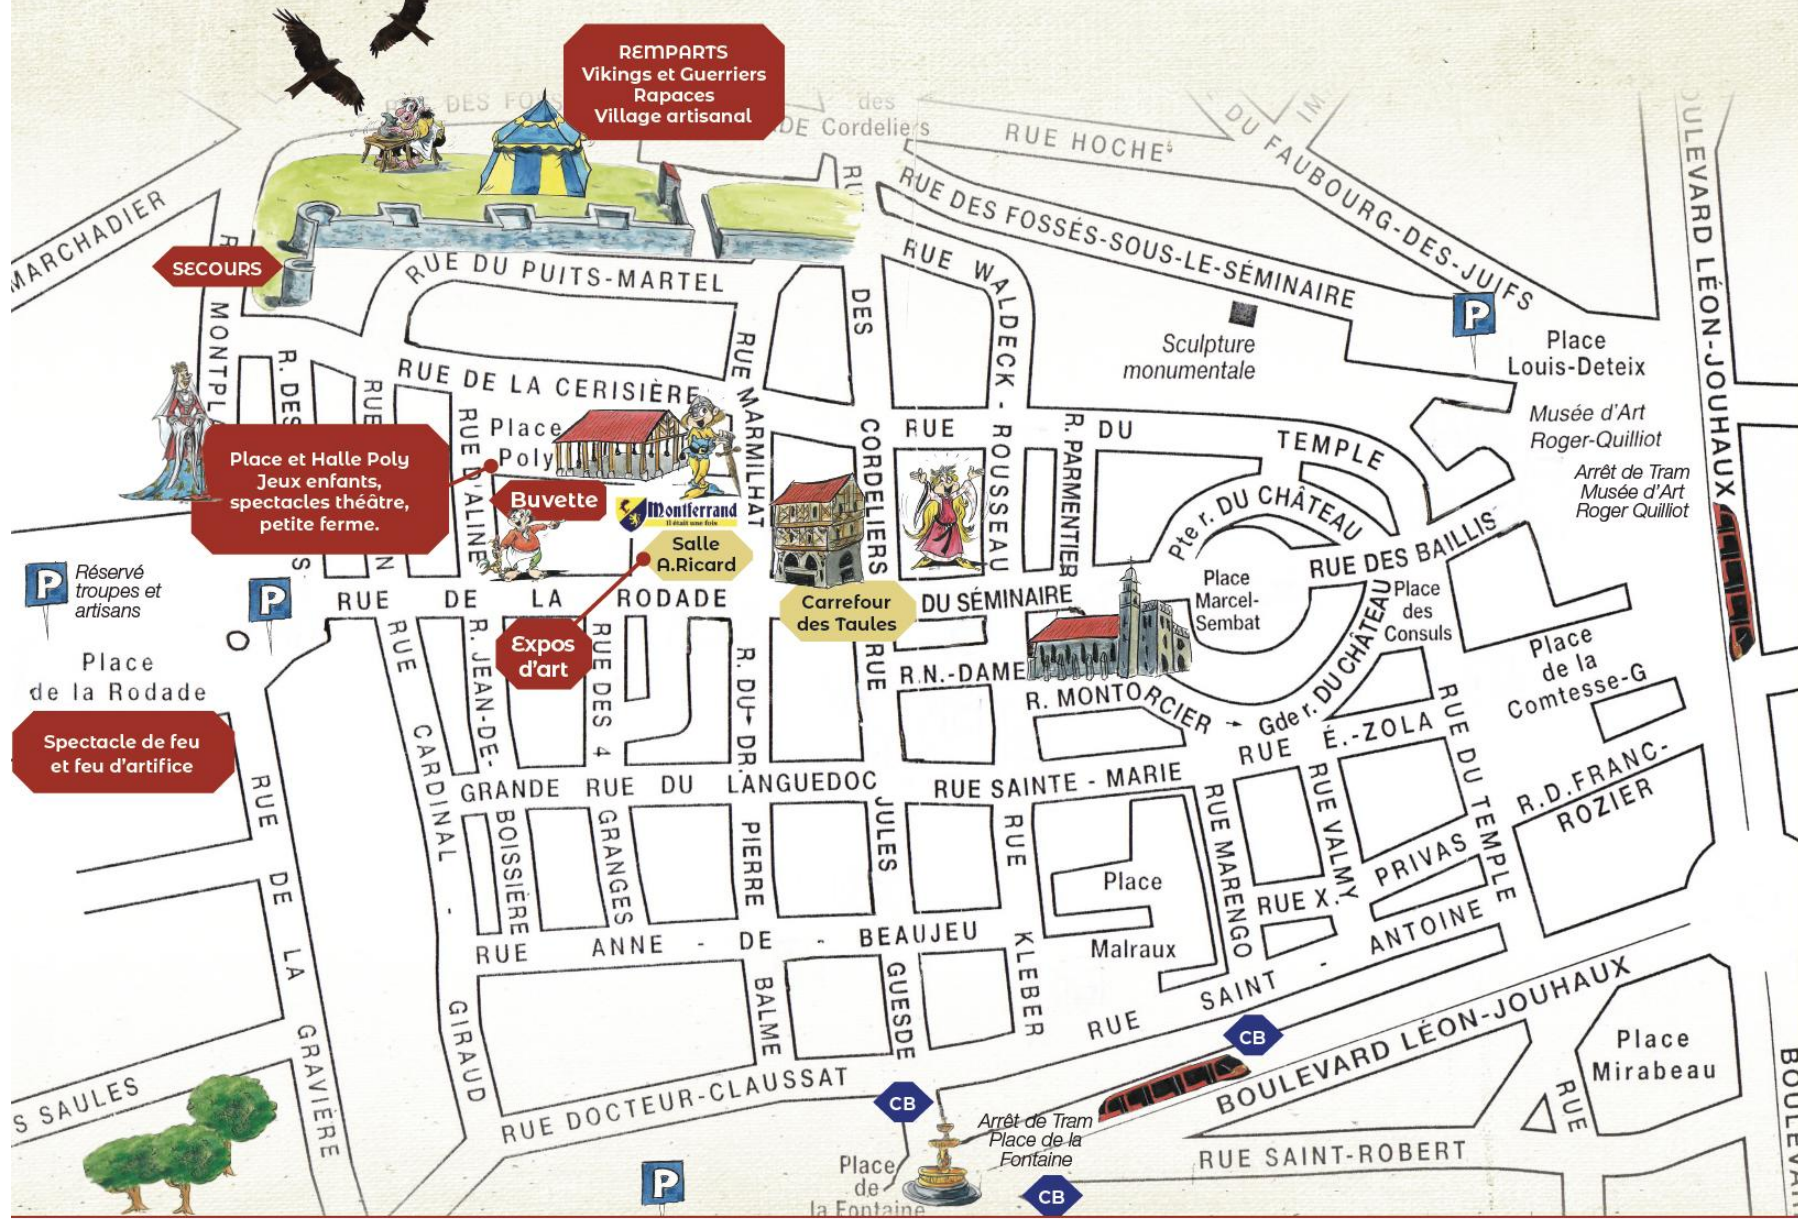 REMPARTS
Vikings et Guerriers
Rapaces
Village artisanal
DES
des
Cordeliers
RUE HOCHE
DU FAUBOURG-DES-JUIFS
IM.
MARCHADIER
SECOURS
RUE DU PUITS-MARTEL
RUE DES FOSSÉS-SOUS-LE-SÉMINAIRE
RUE WALDECK-ROUSSEAU
BOULEVARD LÉON-JOUHAUX
P
Place
Louis-Deteix
Sculpture
monumentale
Musée d'Art
Roger-Quilliot
Arrêt de Tram
Musée d'Art
Roger Quilliot
R. DES
RUE DE LA CERISIÈRE
RUE MARMILHAT
RUE DES CORDELIERS
RUE DU TEMPLE
R. PARMENTIER
Place
Poly
RUE D'ALINE
Place et Halle Poly
Jeux enfants,
spectacles théâtre,
petite ferme.
Buvette
Montferrand
Il était une fois
Salle
A.Ricard
Expos
d'art
Carrefour
des Taules
Pte r. DU CHÂTEAU
RUE DES BAILLIS
Place
Marcel-
Sembat
Place
des
Consuls
Gde r. DU CHÂTEAU
Place
de la
Comtesse-G
P
Réservé
troupes et
artisans
P
Place
de la Rodade
Spectacle de feu
et feu d'artifice
RUE DE LA RODADE
DU SÉMINAIRE
R.N.-DAME
R. MONTORCIER
RUE É.-ZOLA
RUE DU TEMPLE
R.D.FRANC-
ROZIER
RUE CARDINAL - GIRAUD
R. JEAN-DE-
BOISSIÈRE
RUE DES 4
GRANGES
R. DU DR.
PIERRE
BALME
RUE
JULES
GUESDE
GRANDE RUE DU LANGUEDOC
RUE SAINTE - MARIE
RUE KLEBER
RUE MARENGO
RUE VALMY
RUE X. PRIVAS
Place
Malraux
RUE ANNE - DE - BEAUJEU
RUE SAINT - ANTOINE
RUE DE LA GRAVIÈRE
S SAULES
RUE DOCTEUR-CLAUSSAT
CB
CB
BOULEVARD LÉON-JOUHAUX
Place
Mirabeau
RUE
Arrêt de Tram
Place de la
Fontaine
RUE SAINT-ROBERT
P
Place
de
la Fontaine
CB